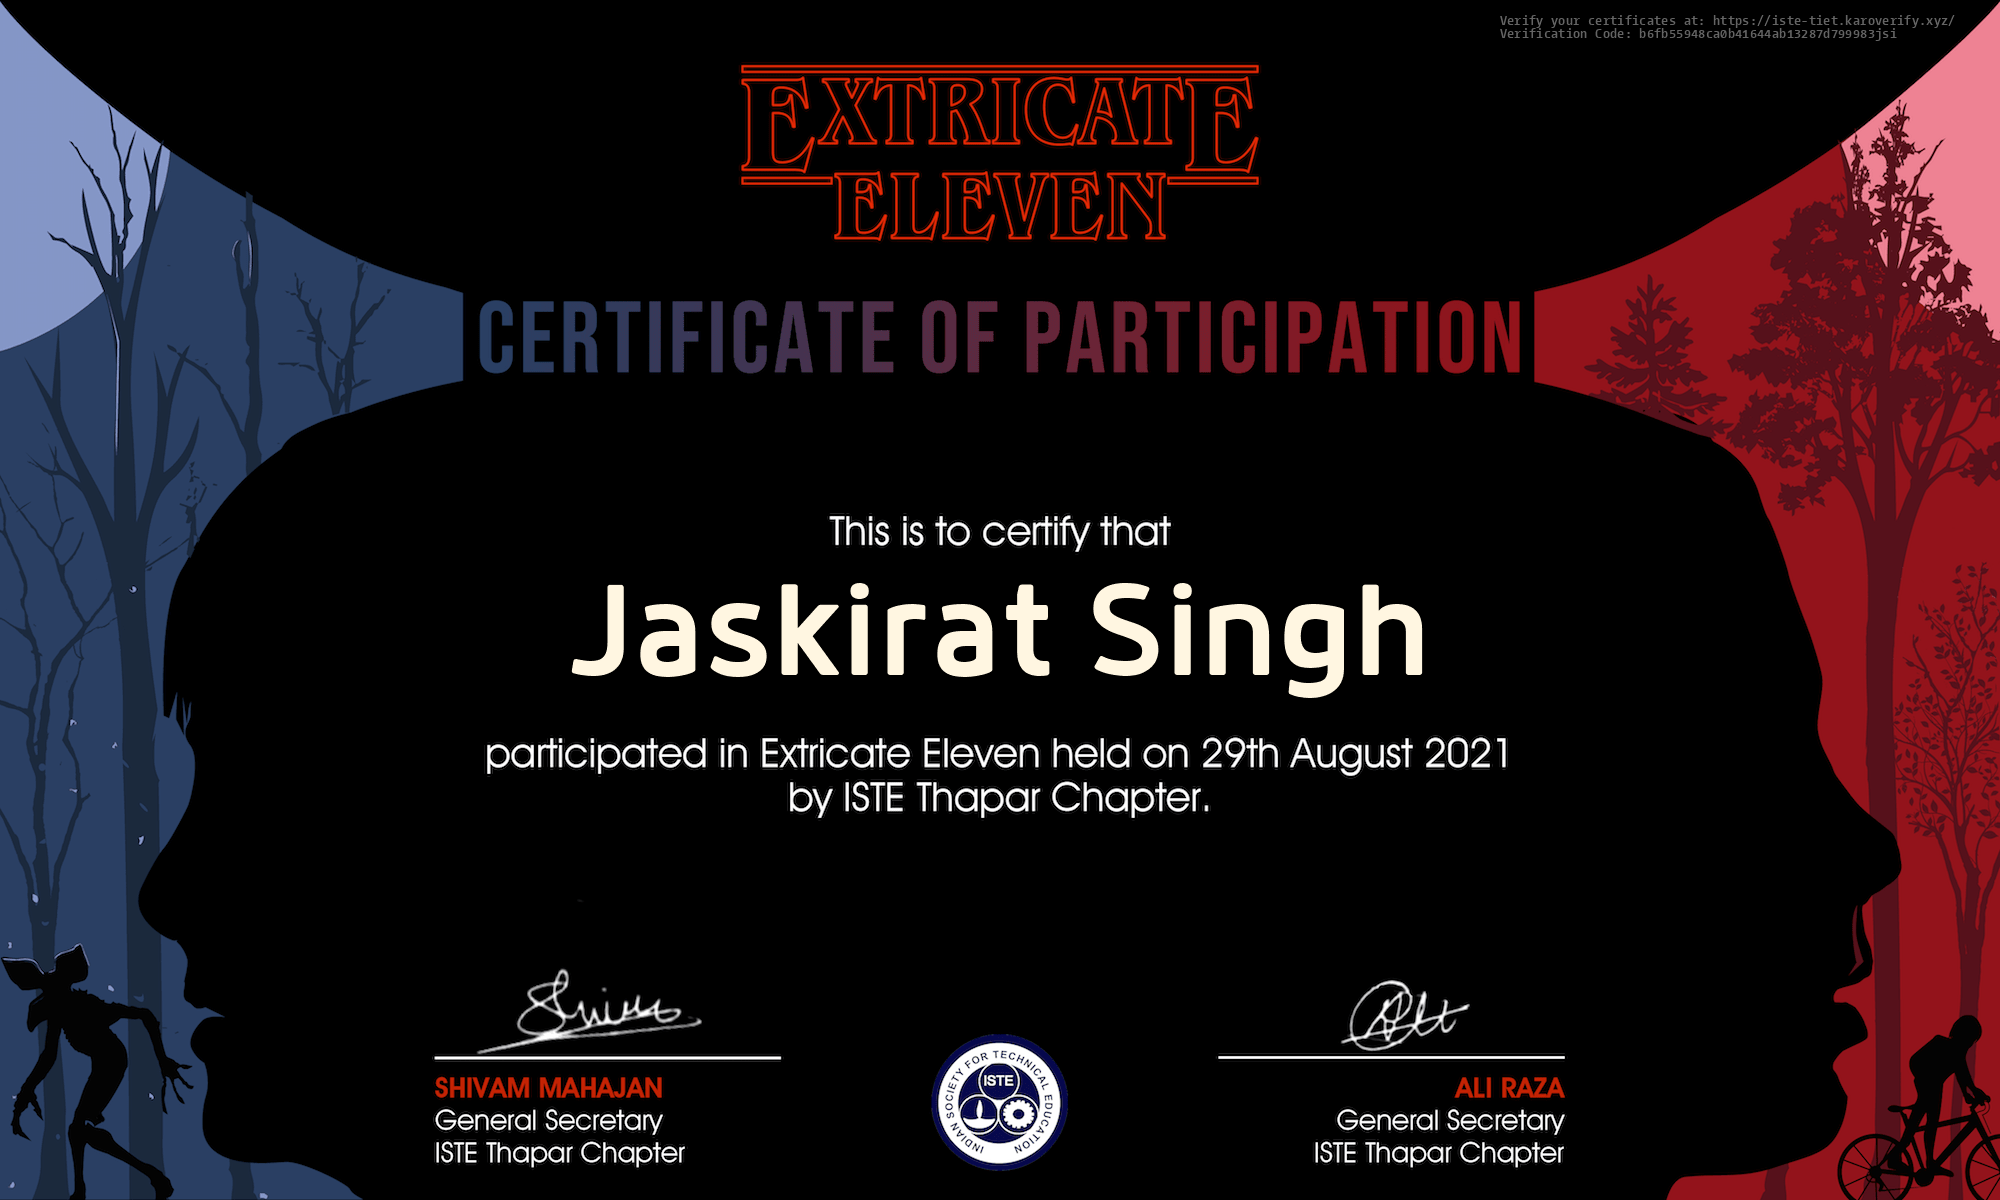 Verify your certificates at: https://iste-tiet.karoverify.xyz/
Verification Code: b6fb55948ca0b41644ab13287d799983jsi
EXTRICATE
ELEVEN
CERTIFICATE OF PARTICIPATION
This is to certify that
Jaskirat Singh
participated in Extricate Eleven held on 29th August 2021
by ISTE Thapar Chapter.
SHIVAM MAHAJAN
General Secretary
ISTE Thapar Chapter
INDIAN SOCIETY FOR TECHNICAL EDUCATION
ISTE
ALI RAZA
General Secretary
ISTE Thapar Chapter